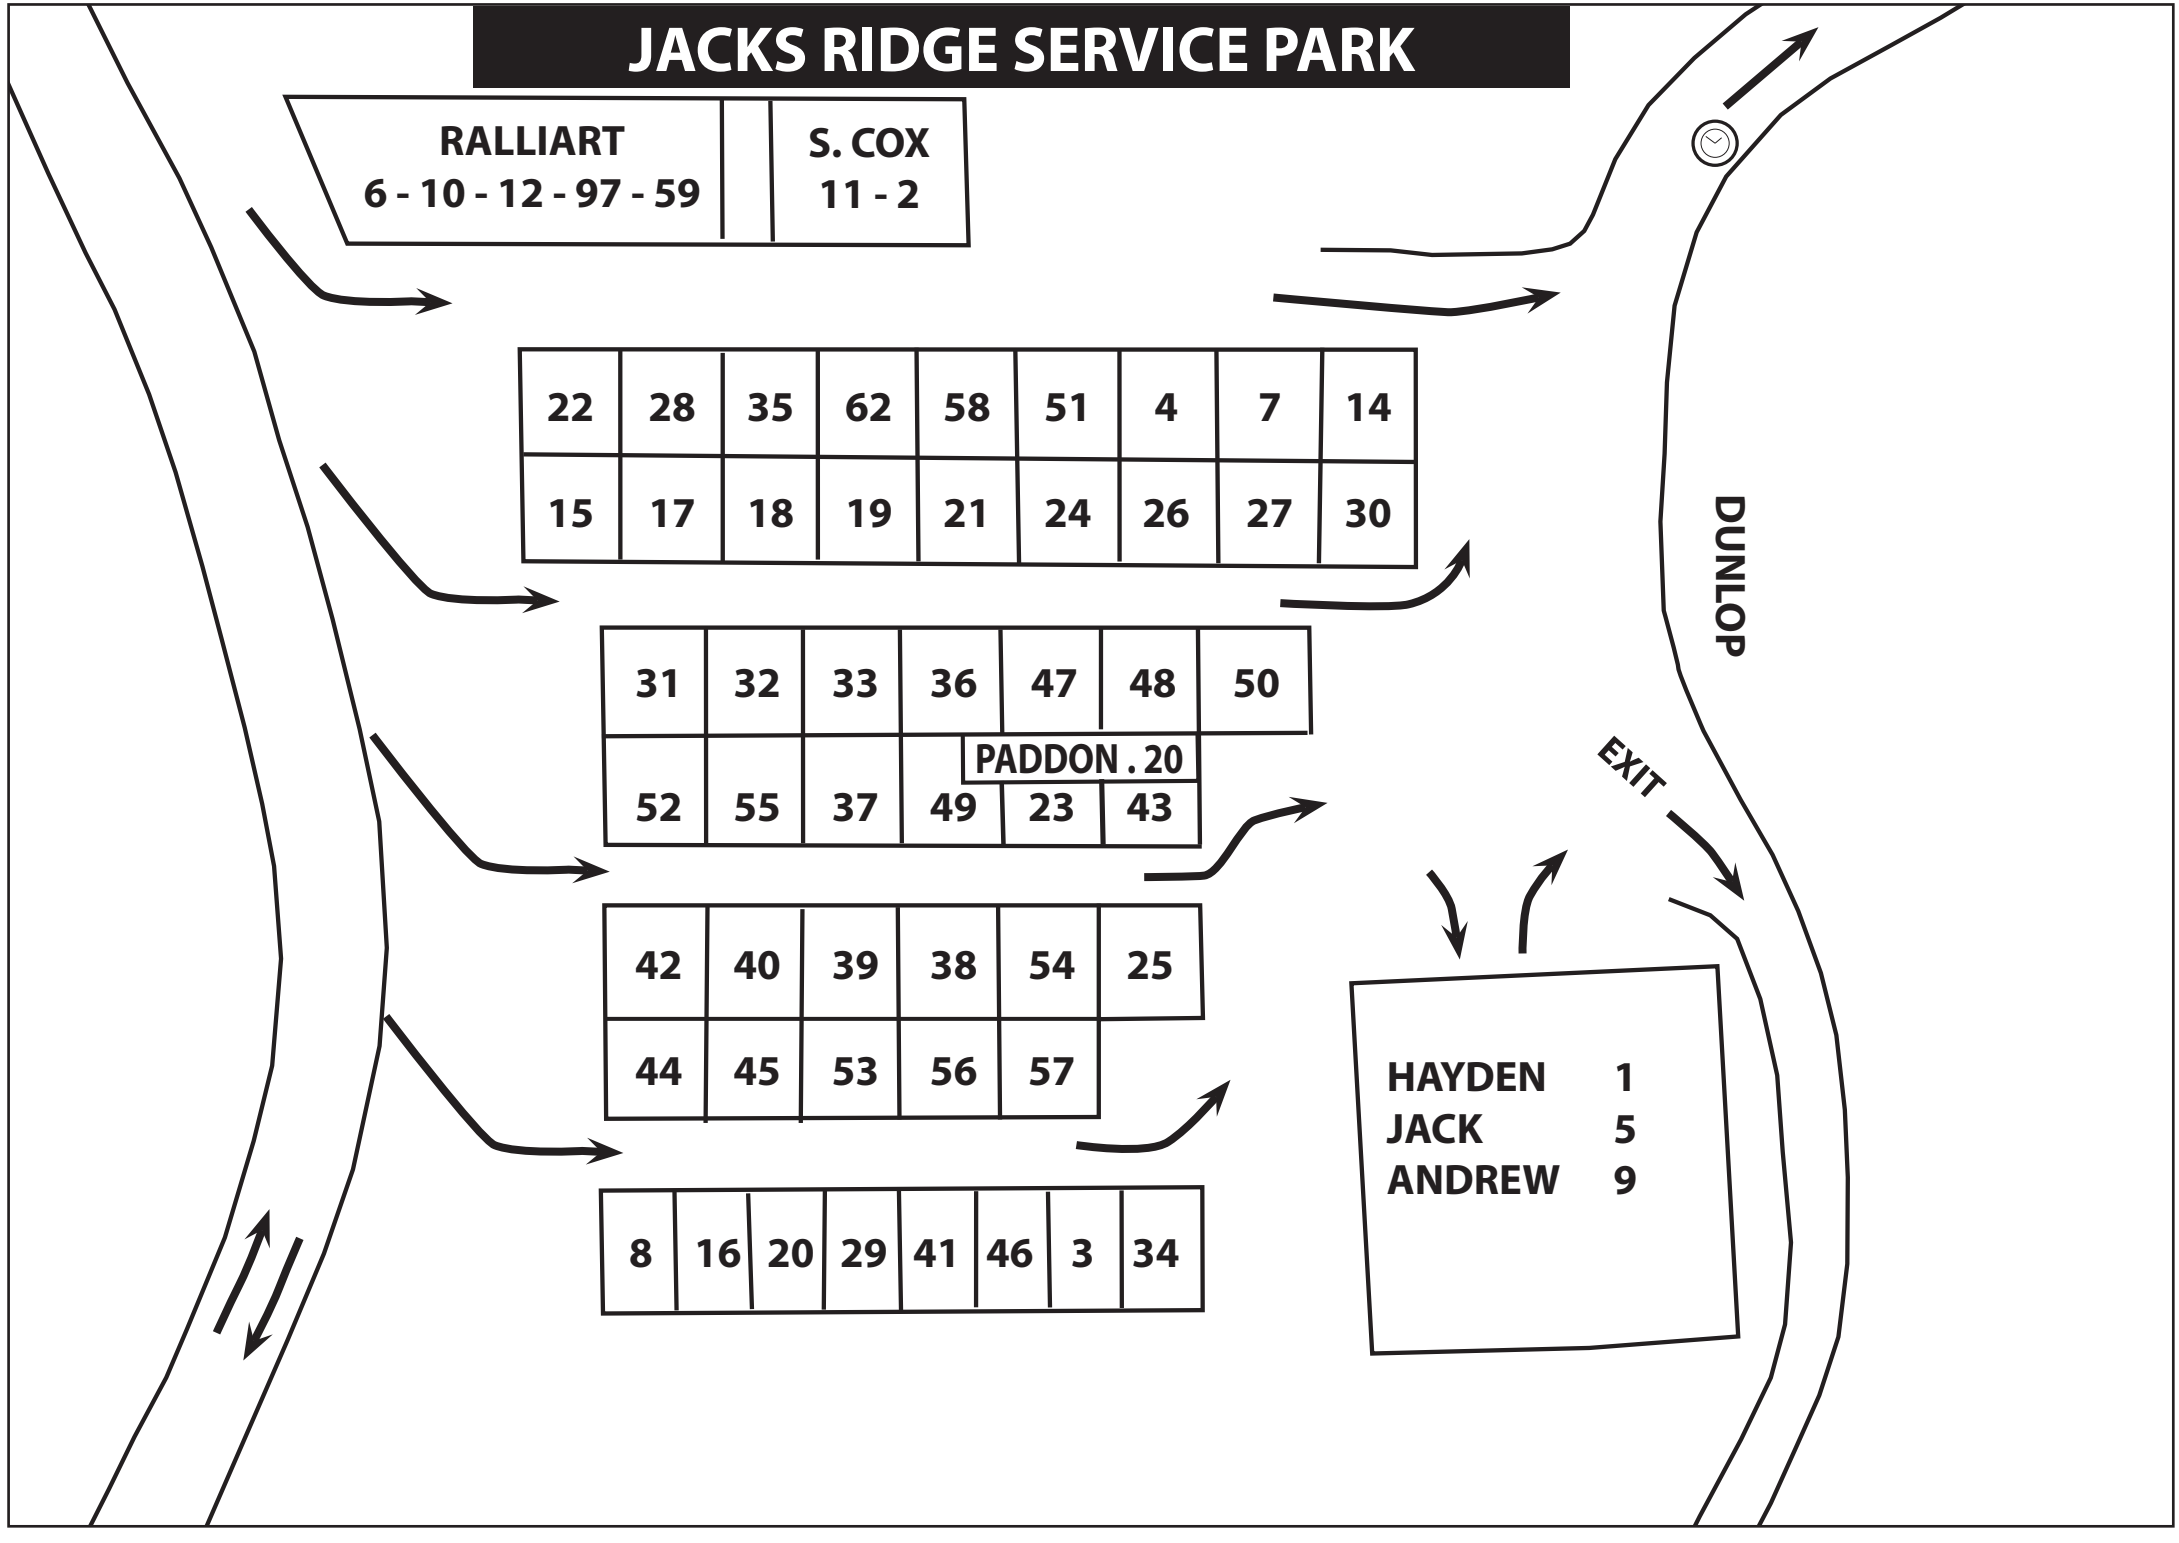 JACKS RIDGE SERVICE PARK
RALLIART
6 - 10 - 12 - 97 - 59
S. COX
11 - 2
22 28 35 62 58 51 4 7 14
15 17 18 19 21 24 26 27 30
DUNLOP
31 32 33 36 47 48 50
PADDON . 20
52 55 37 49 23 43
EXIT
42 40 39 38 54 25
44 45 53 56 57
HAYDEN 1
JACK 5
ANDREW 9
8 16 20 29 41 46 3 34